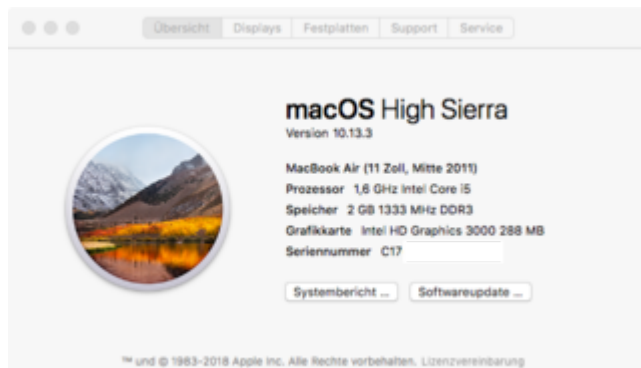 Übersicht Displays Festplatten Support Service
macOS High Sierra
Version 10.13.3
MacBook Air (11 Zoll, Mitte 2011)
Prozessor 1,6 GHz Intel Core i5
Speicher 2 GB 1333 MHz DDR3
Grafikkarte Intel HD Graphics 3000 288 MB
Seriennummer C17
Systembericht ... Softwareupdate ...
™ und © 1983-2018 Apple Inc. Alle Rechte vorbehalten. Lizenzvereinbarung